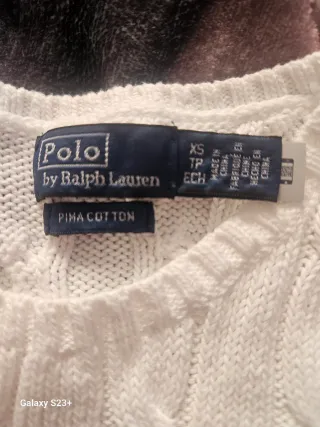 Polo
by Ralph Lauren
XS
TP
ECH
MADE IN
CHINA
FABRIQUÉ EN
CHINE
HECHO EN
CHINA
PIMA COTTON
Galaxy S23+